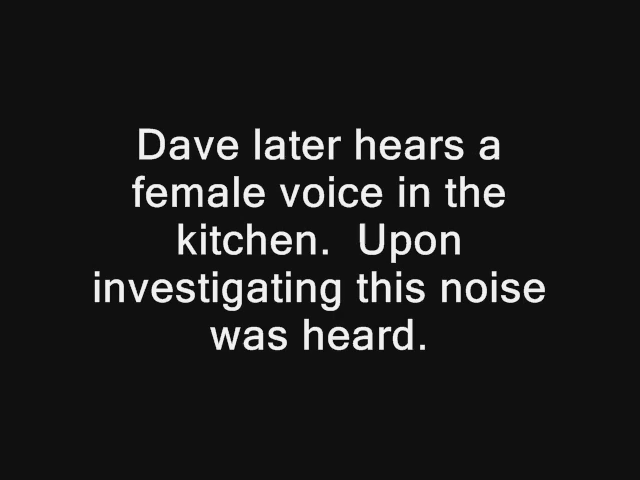 Dave later hears a
female voice in the
kitchen.  Upon
investigating this noise
was heard.